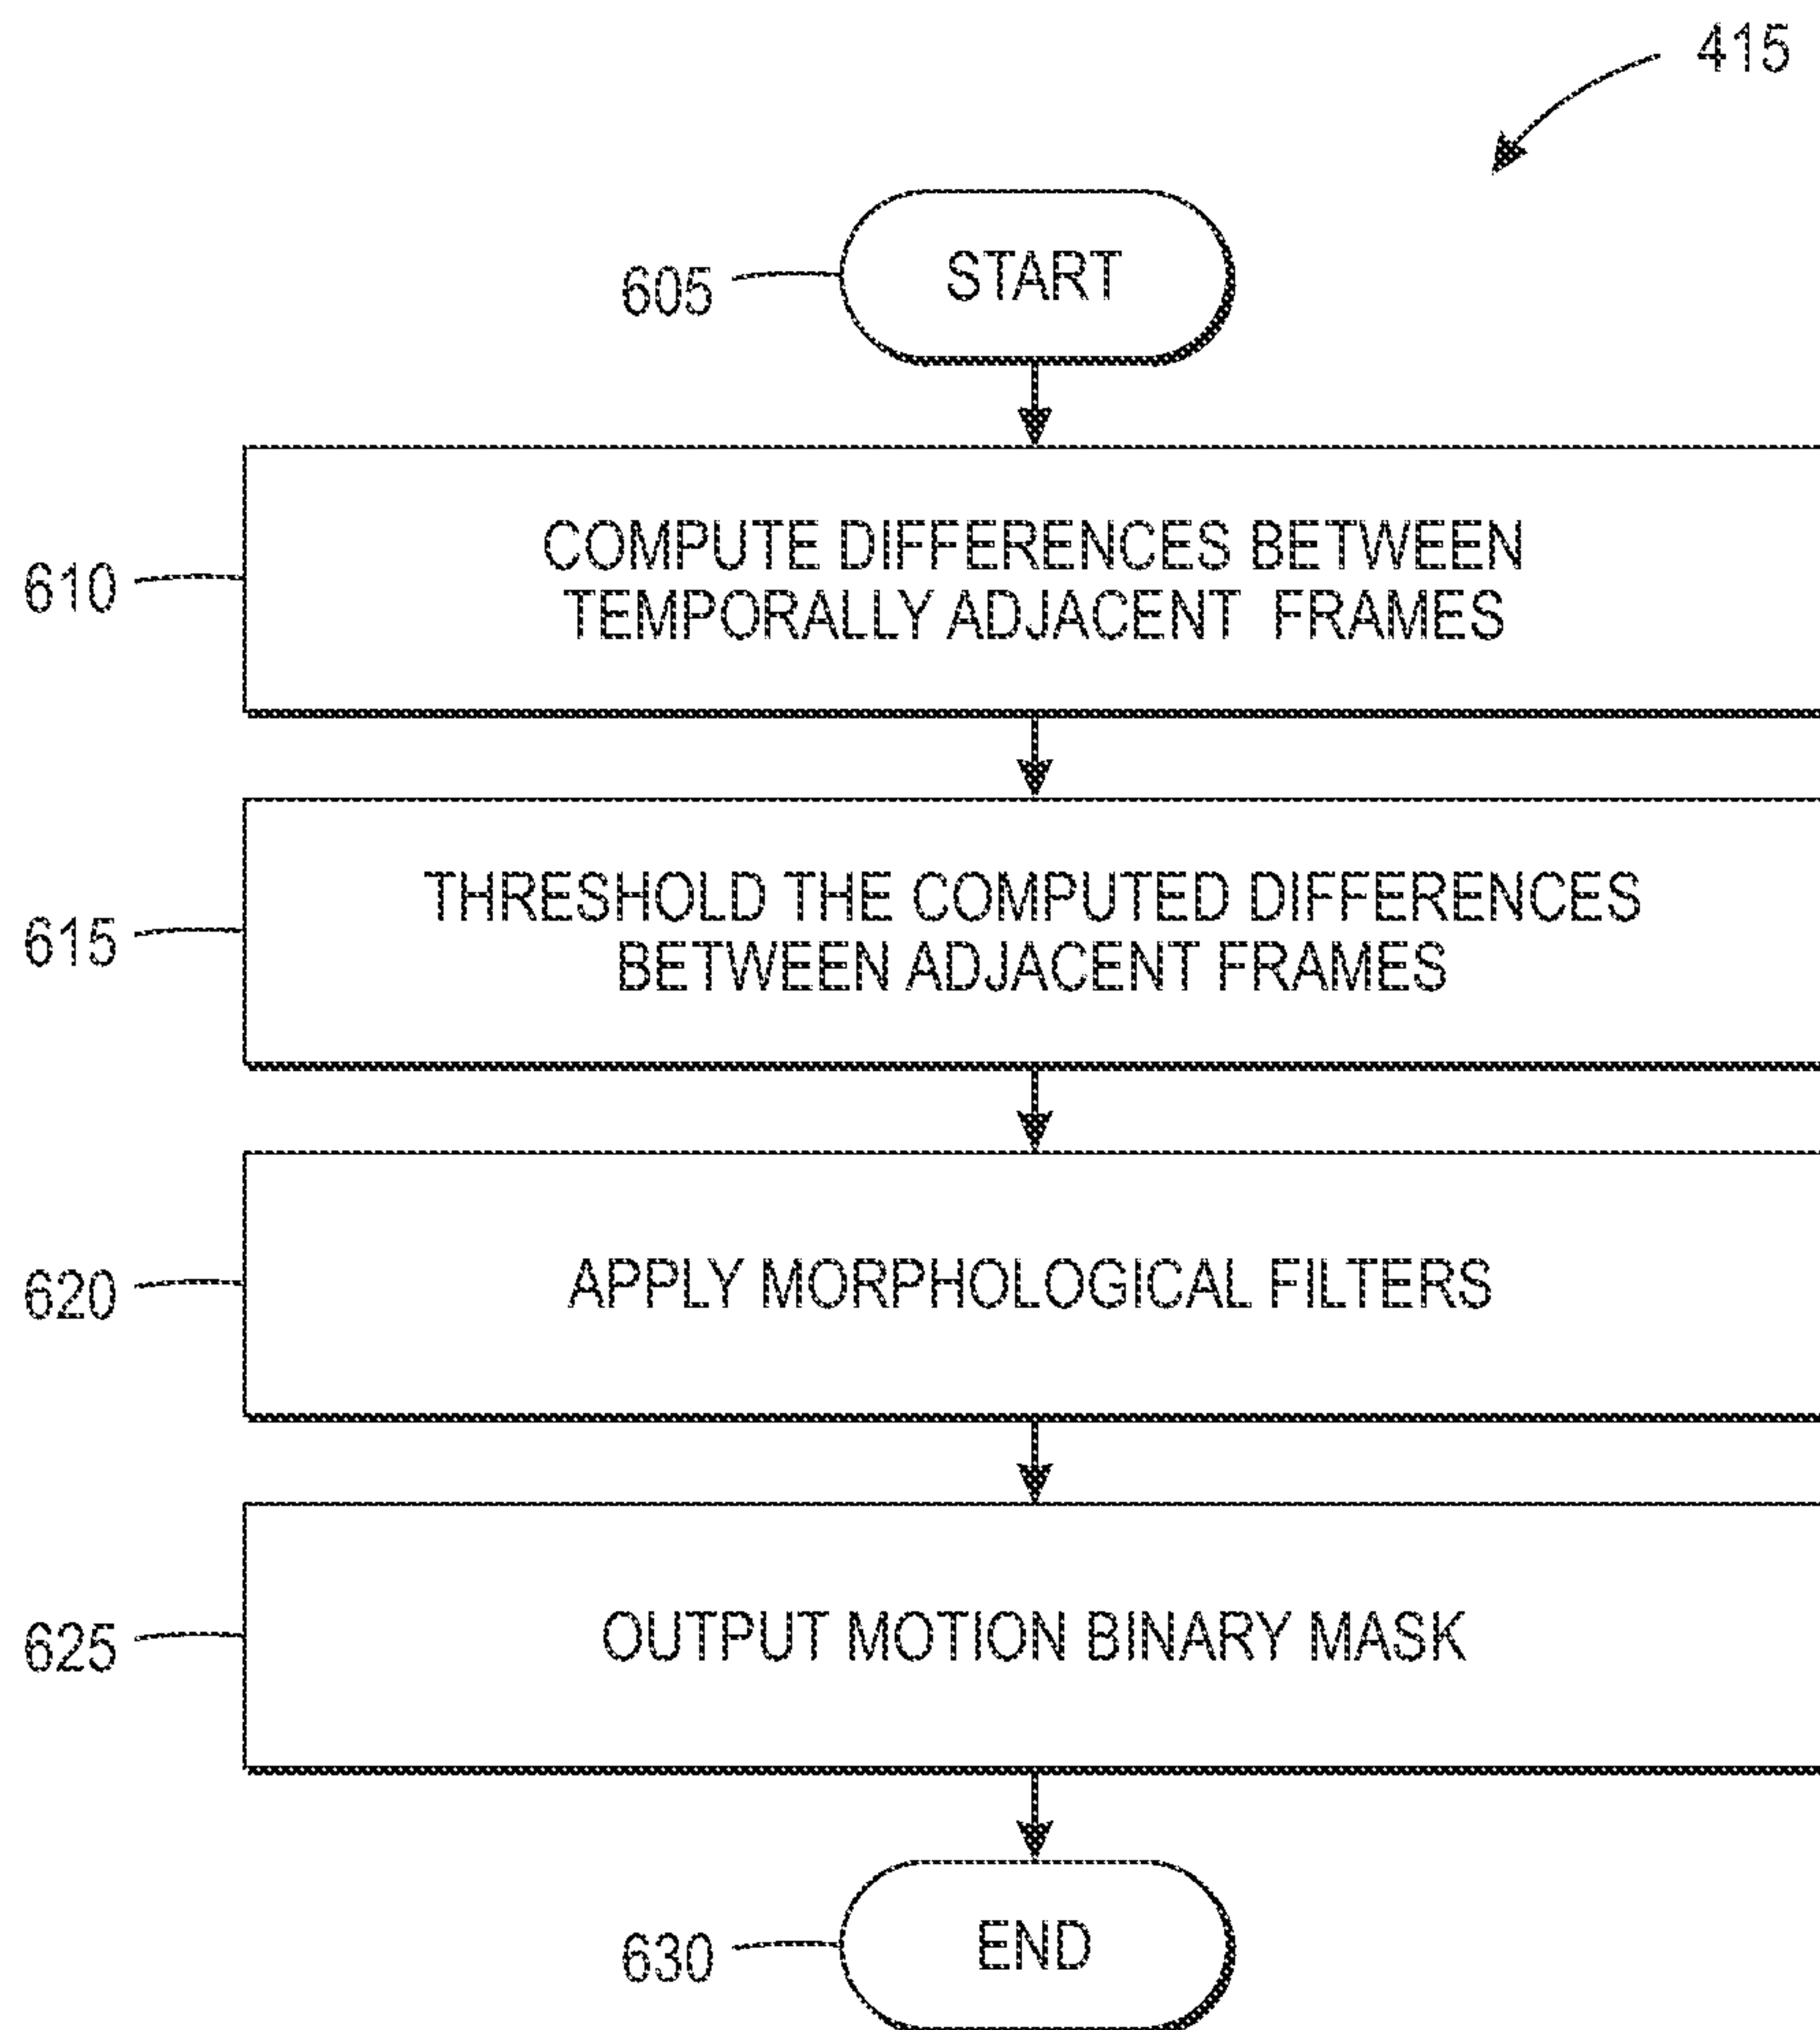 415
605
START
610
COMPUTE DIFFERENCES BETWEEN
TEMPORALLY ADJACENT FRAMES
615
THRESHOLD THE COMPUTED DIFFERENCES
BETWEEN ADJACENT FRAMES
620
APPLY MORPHOLOGICAL FILTERS
625
OUTPUT MOTION BINARY MASK
630
END